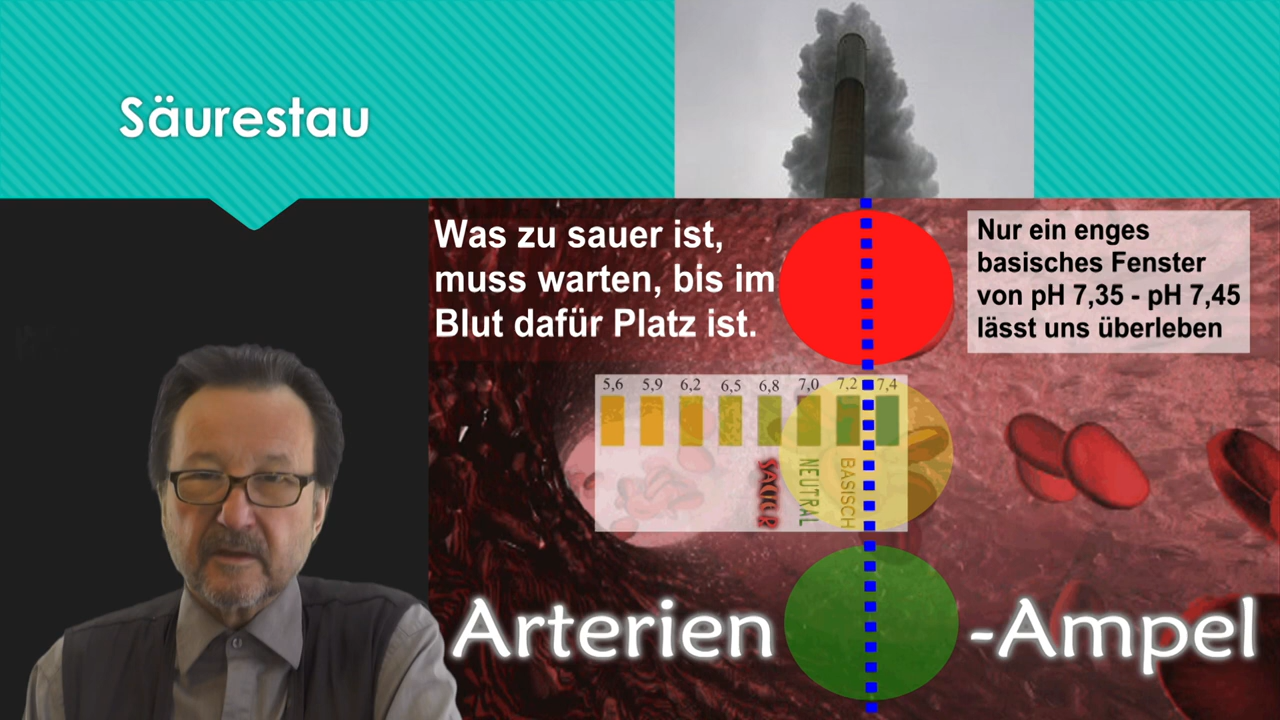 Säurestau
Was zu sauer ist,
muss warten, bis im
Blut dafür Platz ist.
Nur ein enges
basisches Fenster
von pH 7,35 - pH 7,45
lässt uns überleben
5,6 5,9 6,2 6,5 6,8 7,0 7,2 7,4
SAUER
NEUTRAL
BASISCH
Arterien -Ampel